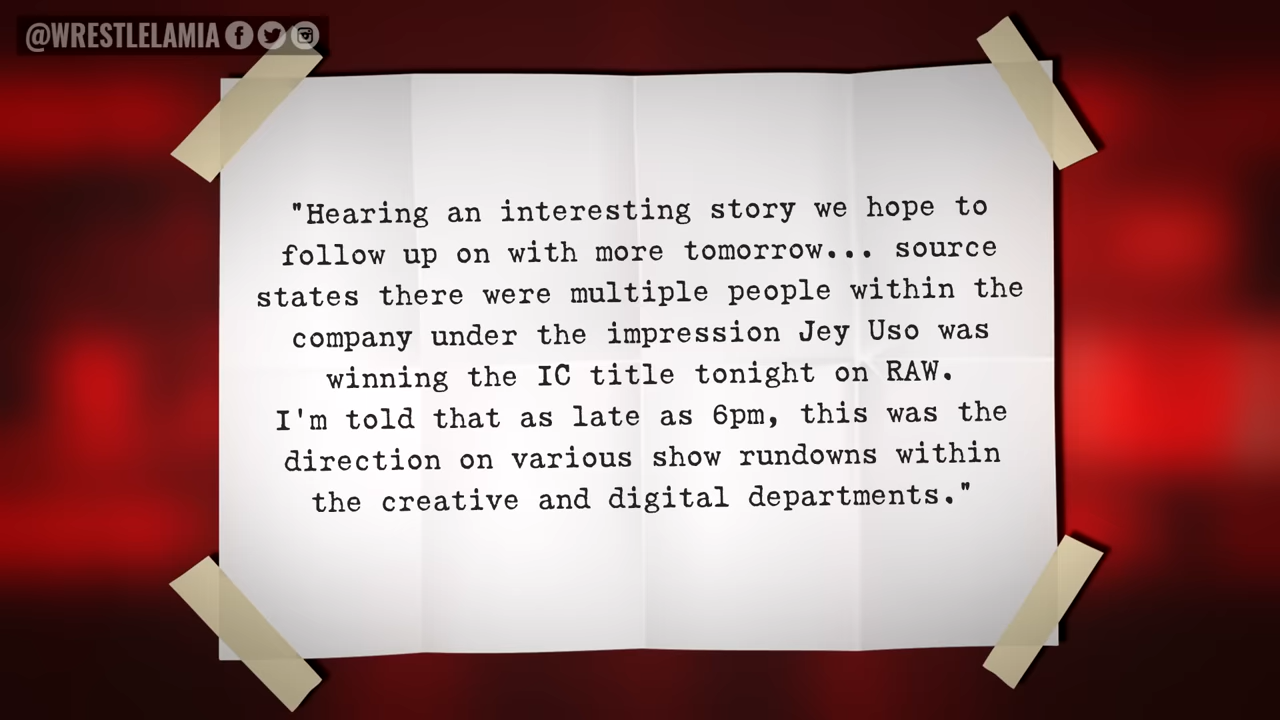 @WRESTLELAMIA
"Hearing an interesting story we hope to
follow up on with more tomorrow... source
states there were multiple people within the
company under the impression Jey Uso was
winning the IC title tonight on RAW.
I'm told that as late as 6pm, this was the
direction on various show rundowns within
the creative and digital departments."